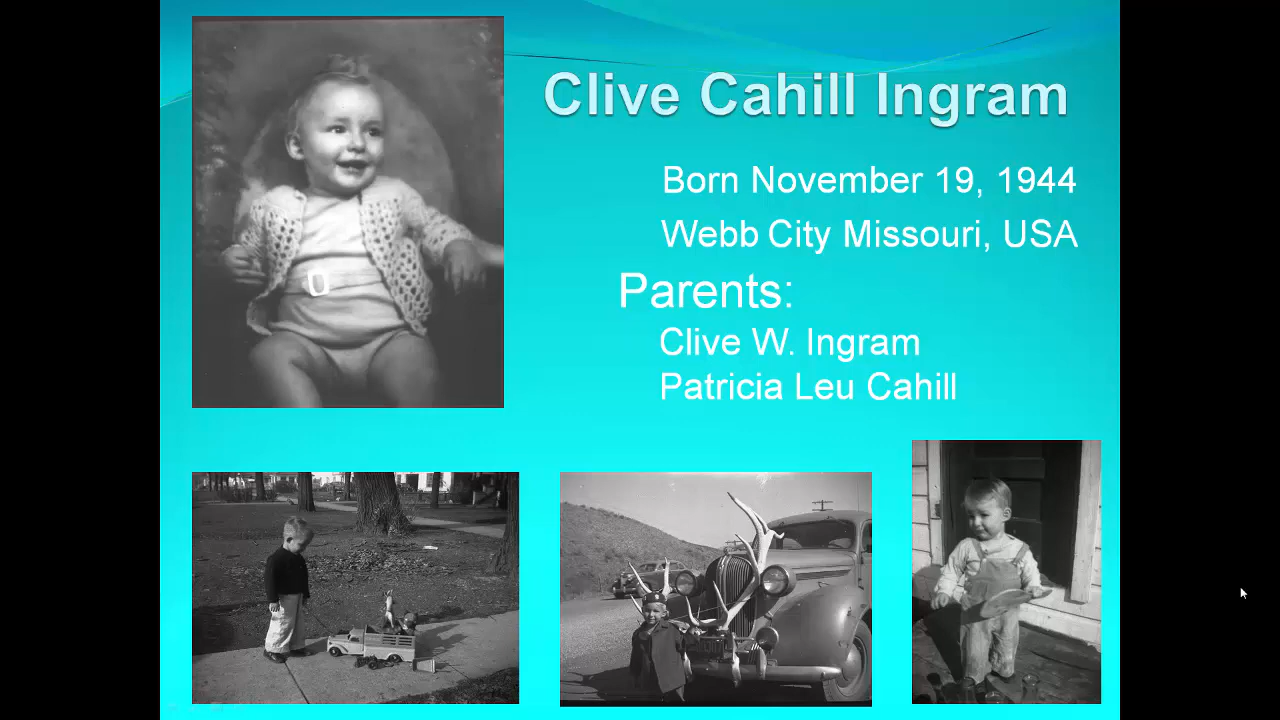 Clive Cahill Ingram
Born November 19, 1944
Webb City Missouri, USA
Parents:
Clive W. Ingram
Patricia Leu Cahill